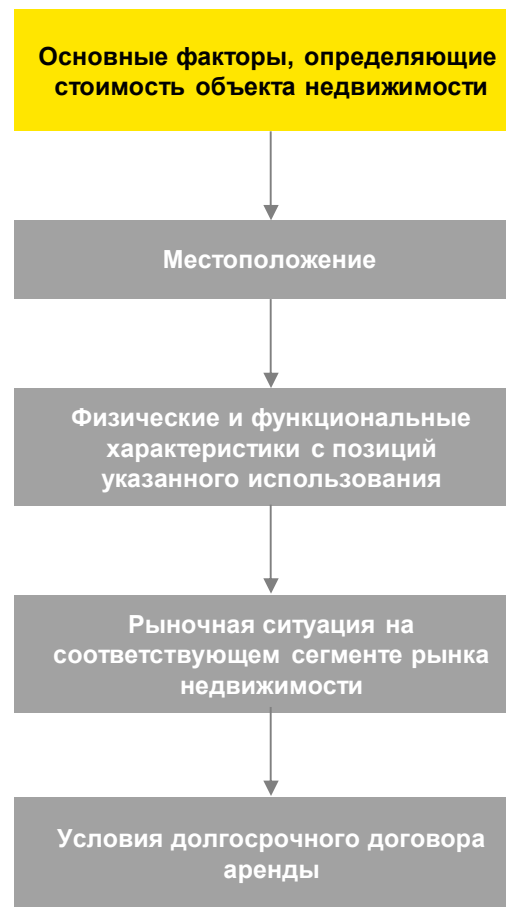 Основные факторы, определяющие
стоимость объекта недвижимости
Местоположение
Физические и функциональные
характеристики с позиций
указанного использования
Рыночная ситуация на
соответствующем сегменте рынка
недвижимости
Условия долгосрочного договора
аренды